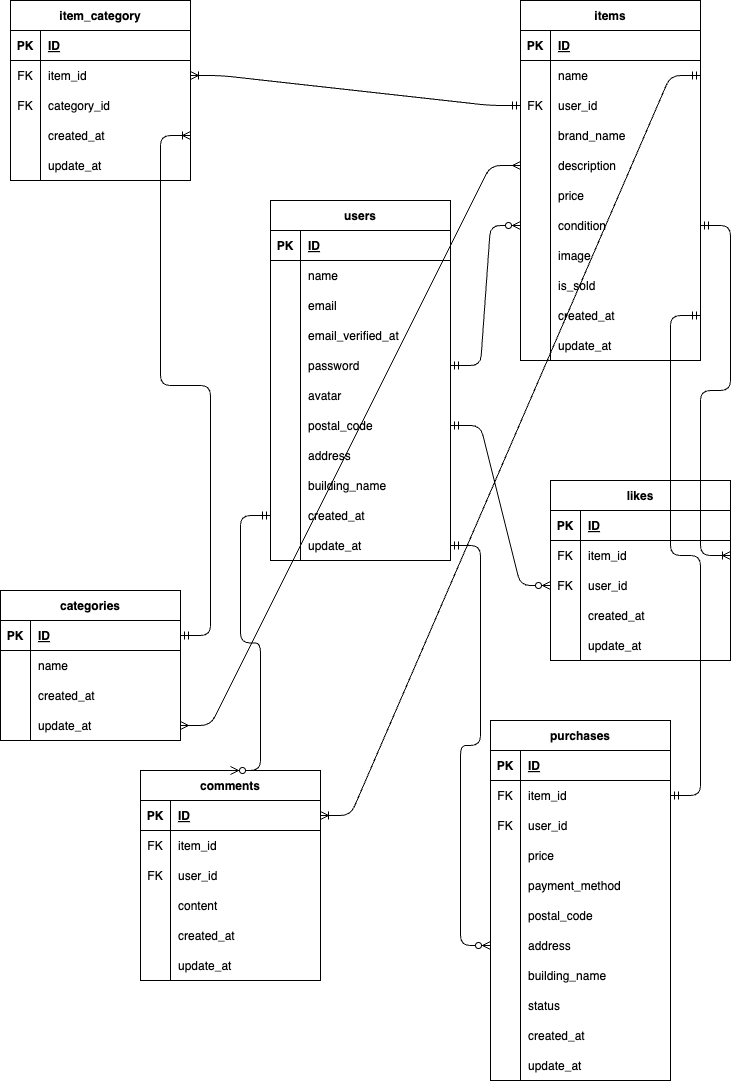 item_category
PK ID
FK item_id
FK category_id
created_at
update_at
items
PK ID
name
FK user_id
brand_name
description
price
condition
image
is_sold
created_at
update_at
users
PK ID
name
email
email_verified_at
password
avatar
postal_code
address
building_name
created_at
update_at
likes
PK ID
FK item_id
FK user_id
created_at
update_at
categories
PK ID
name
created_at
update_at
purchases
PK ID
FK item_id
FK user_id
price
payment_method
postal_code
address
building_name
status
created_at
update_at
comments
PK ID
FK item_id
FK user_id
content
created_at
update_at